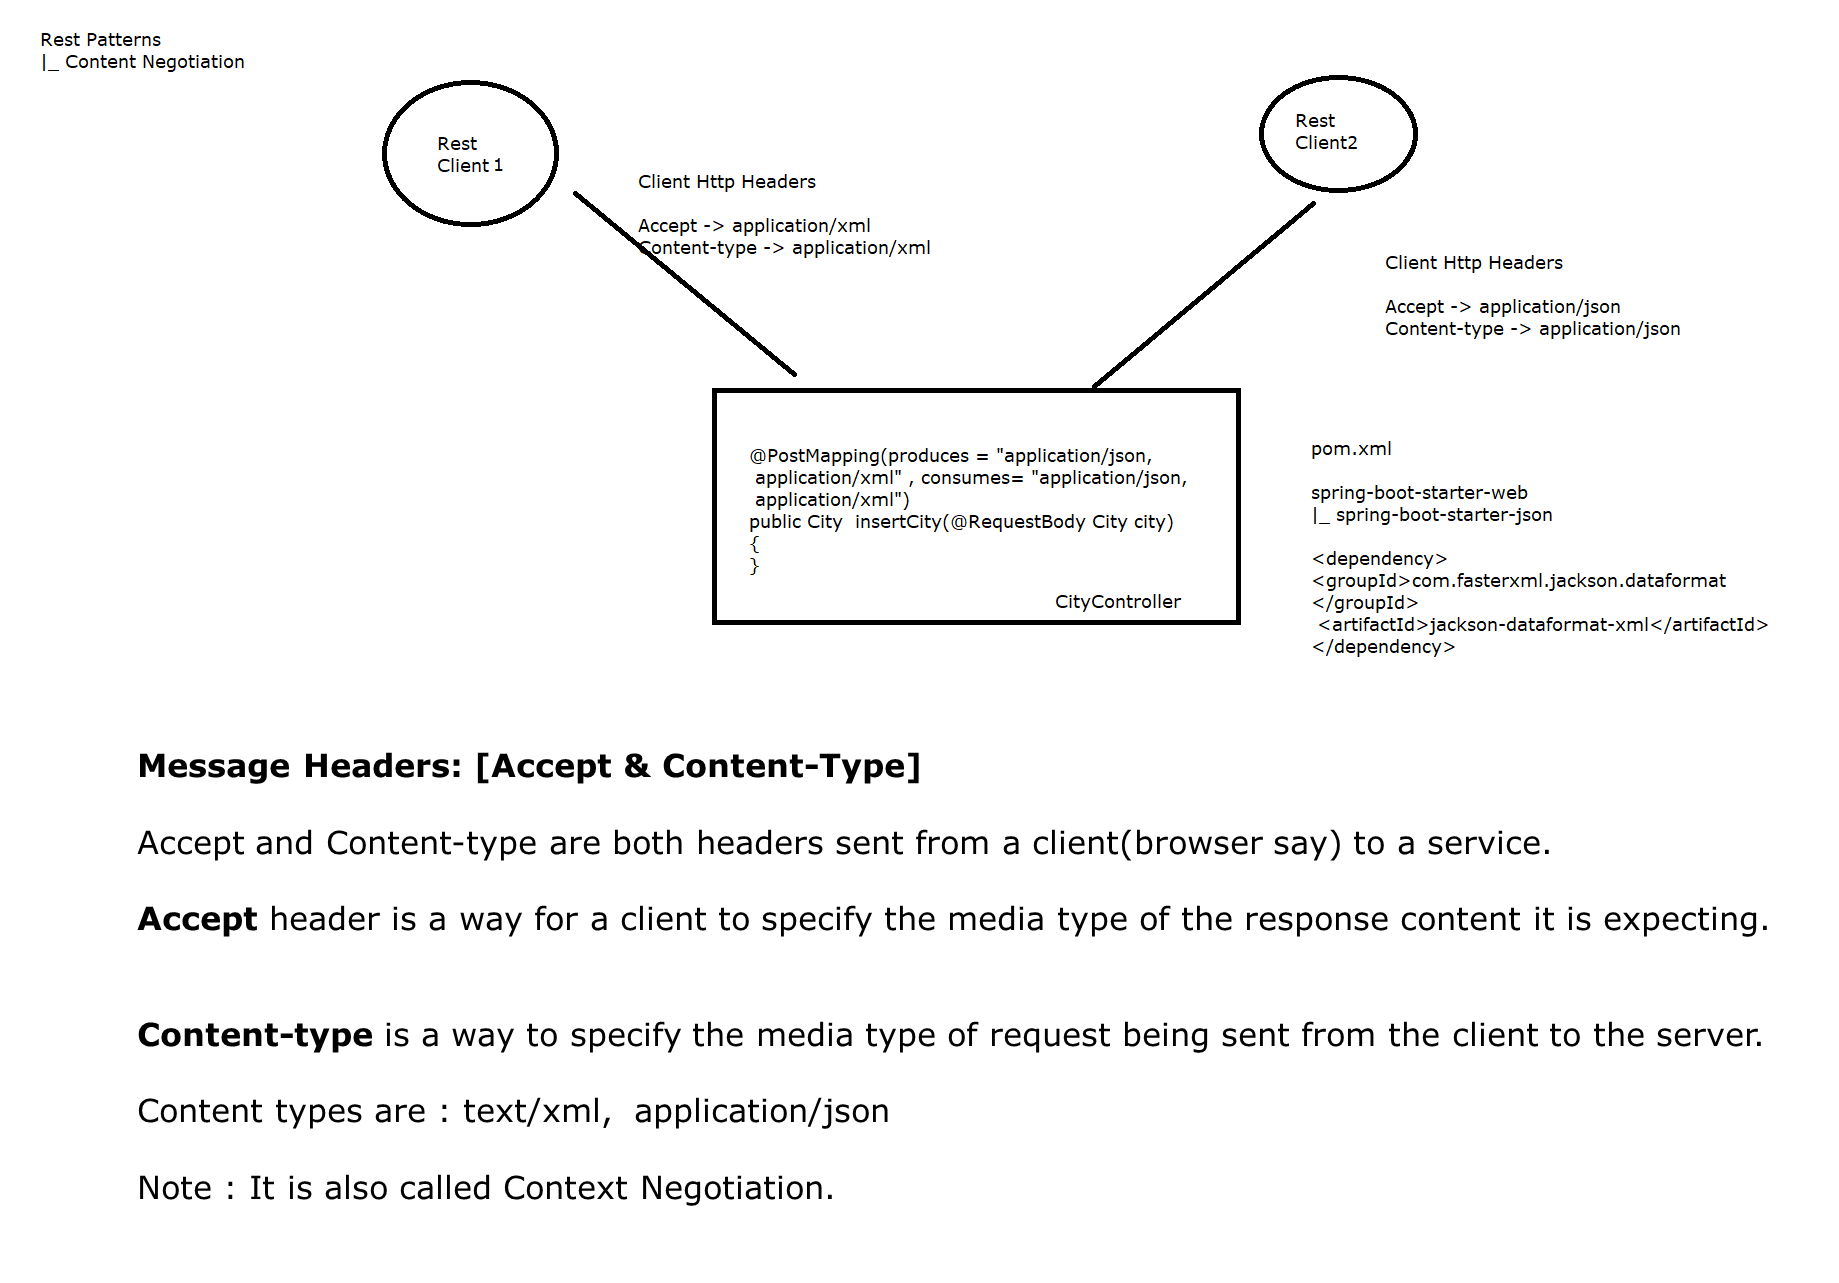 Rest Patterns
|_ Content Negotiation
Rest
Client 1
Client Http Headers
Accept -> application/xml
Content-type -> application/xml
Rest
Client2
Client Http Headers
Accept -> application/json
Content-type -> application/json
@PostMapping(produces = "application/json,
application/xml" , consumes= "application/json,
application/xml")
public City  insertCity(@RequestBody City city)
{
}
CityController
pom.xml
spring-boot-starter-web
|_ spring-boot-starter-json
<dependency>
<groupId>com.fasterxml.jackson.dataformat
</groupId>
<artifactId>jackson-dataformat-xml</artifactId>
</dependency>
Message Headers: [Accept & Content-Type]
Accept and Content-type are both headers sent from a client(browser say) to a service.
Accept header is a way for a client to specify the media type of the response content it is expecting.
Content-type is a way to specify the media type of request being sent from the client to the server.
Content types are : text/xml,  application/json
Note : It is also called Context Negotiation.